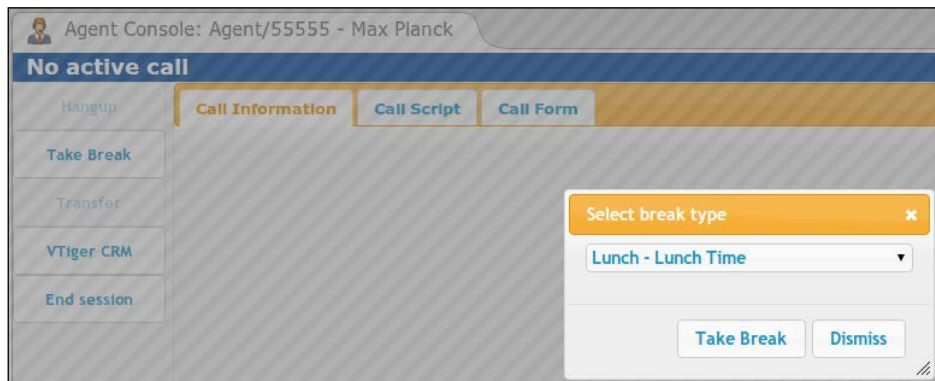 Agent Console: Agent/55555 - Max Planck
No active call
Hangup
Call Information
Call Script
Call Form
Take Break
Transfer
VTiger CRM
End session
Select break type
Lunch - Lunch Time
Take Break
Dismiss